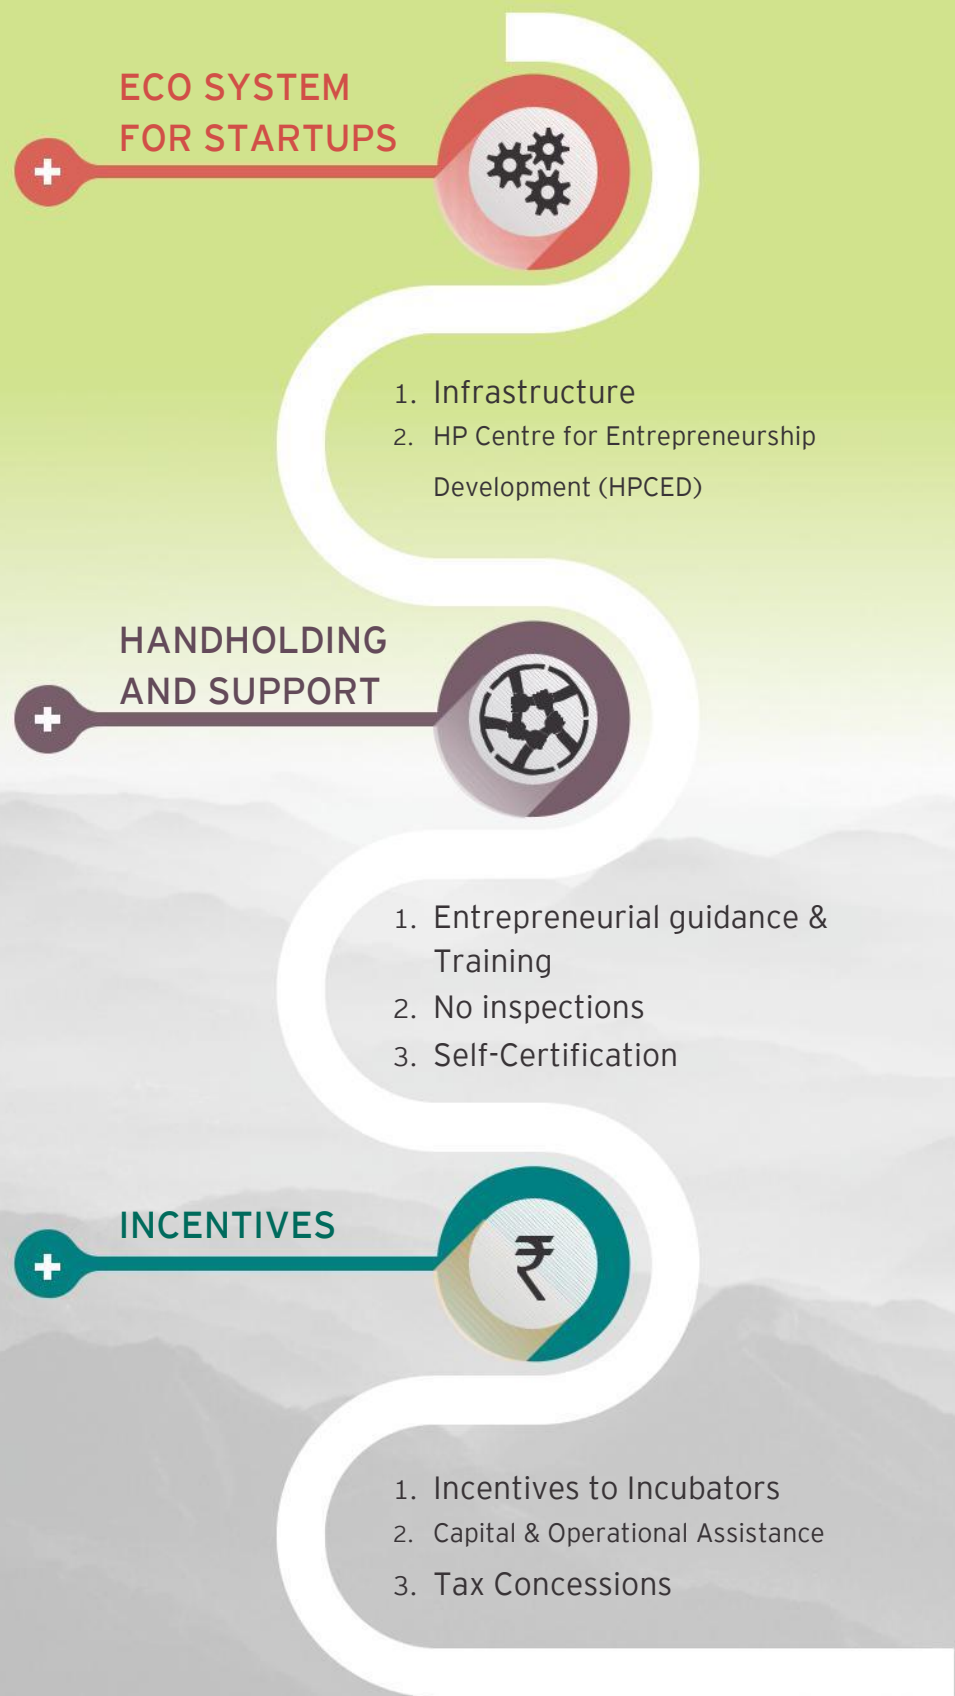 ECO SYSTEM
FOR STARTUPS
1. Infrastructure
2. HP Centre for Entrepreneurship
Development (HPCED)
HANDHOLDING
AND SUPPORT
1. Entrepreneurial guidance &
Training
2. No inspections
3. Self-Certification
INCENTIVES
₹
1. Incentives to Incubators
2. Capital & Operational Assistance
3. Tax Concessions